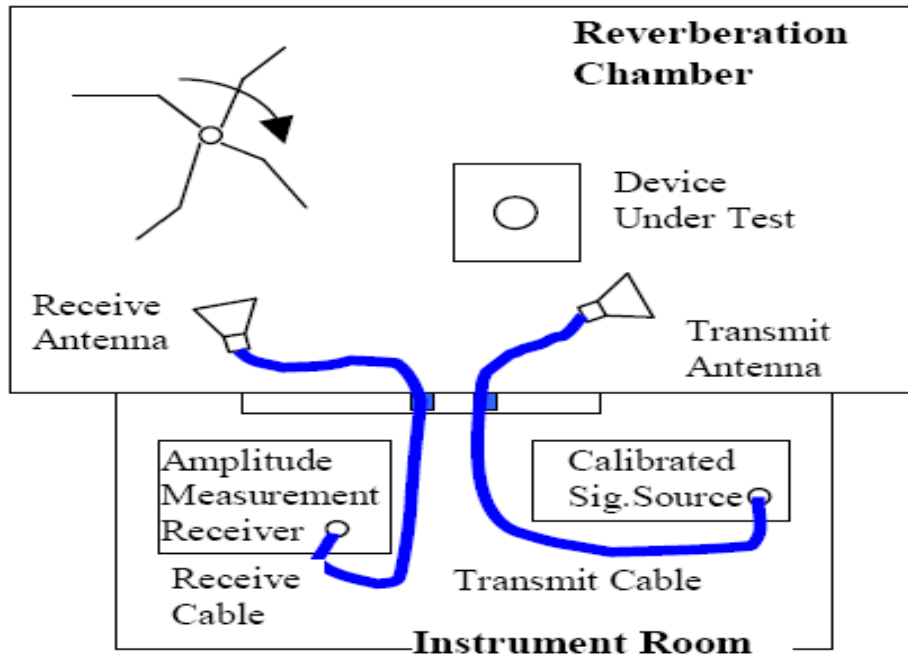 Reverberation
Chamber
Device
Under Test
Receive
Antenna
Transmit
Antenna
Amplitude
Measurement
Receiver
Calibrated
Sig.Source
Receive
Cable
Transmit Cable
Instrument Room